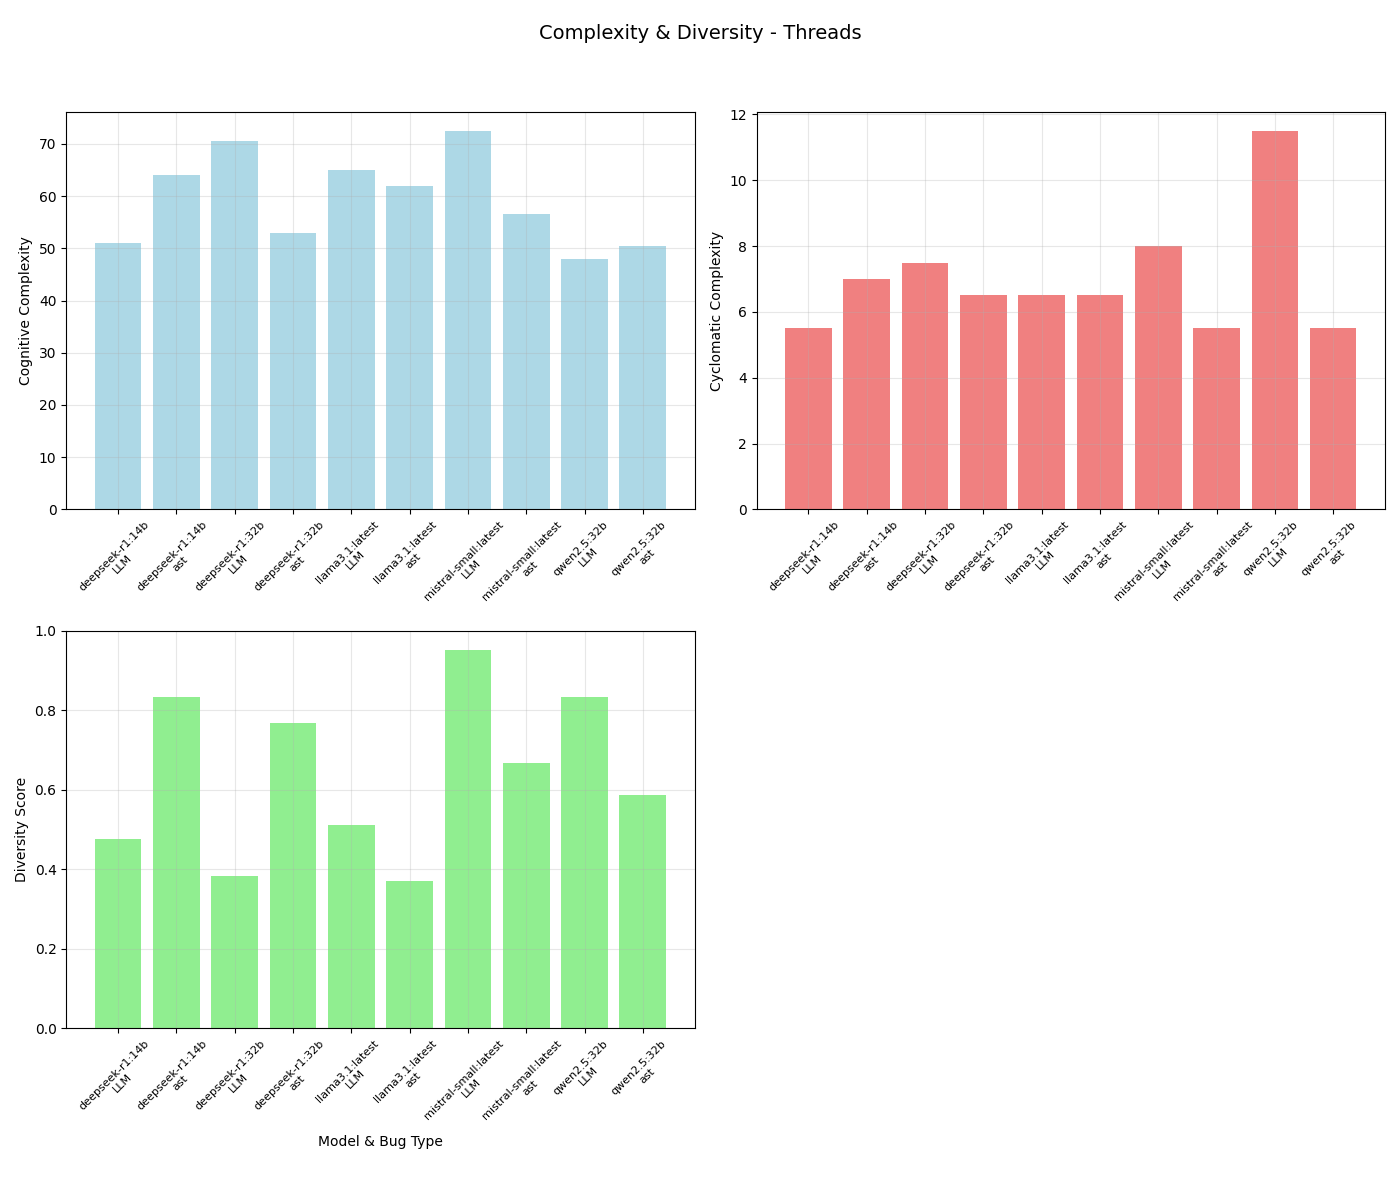 Complexity & Diversity - Threads
Cognitive Complexity
70
60
50
40
30
20
10
0
deepseek-r1:14b
LLM
deepseek-r1:14b
ast
deepseek-r1:32b
LLM
deepseek-r1:32b
ast
llama3.1:latest
LLM
llama3.1:latest
ast
mistral-small:latest
LLM
mistral-small:latest
ast
qwen2.5:32b
LLM
qwen2.5:32b
ast
Cyclomatic Complexity
12
10
8
6
4
2
0
deepseek-r1:14b
LLM
deepseek-r1:14b
ast
deepseek-r1:32b
LLM
deepseek-r1:32b
ast
llama3.1:latest
LLM
llama3.1:latest
ast
mistral-small:latest
LLM
mistral-small:latest
ast
qwen2.5:32b
LLM
qwen2.5:32b
ast
Diversity Score
1.0
0.8
0.6
0.4
0.2
0.0
deepseek-r1:14b
LLM
deepseek-r1:14b
ast
deepseek-r1:32b
LLM
deepseek-r1:32b
ast
llama3.1:latest
LLM
llama3.1:latest
ast
mistral-small:latest
LLM
mistral-small:latest
ast
qwen2.5:32b
LLM
qwen2.5:32b
ast
Model & Bug Type